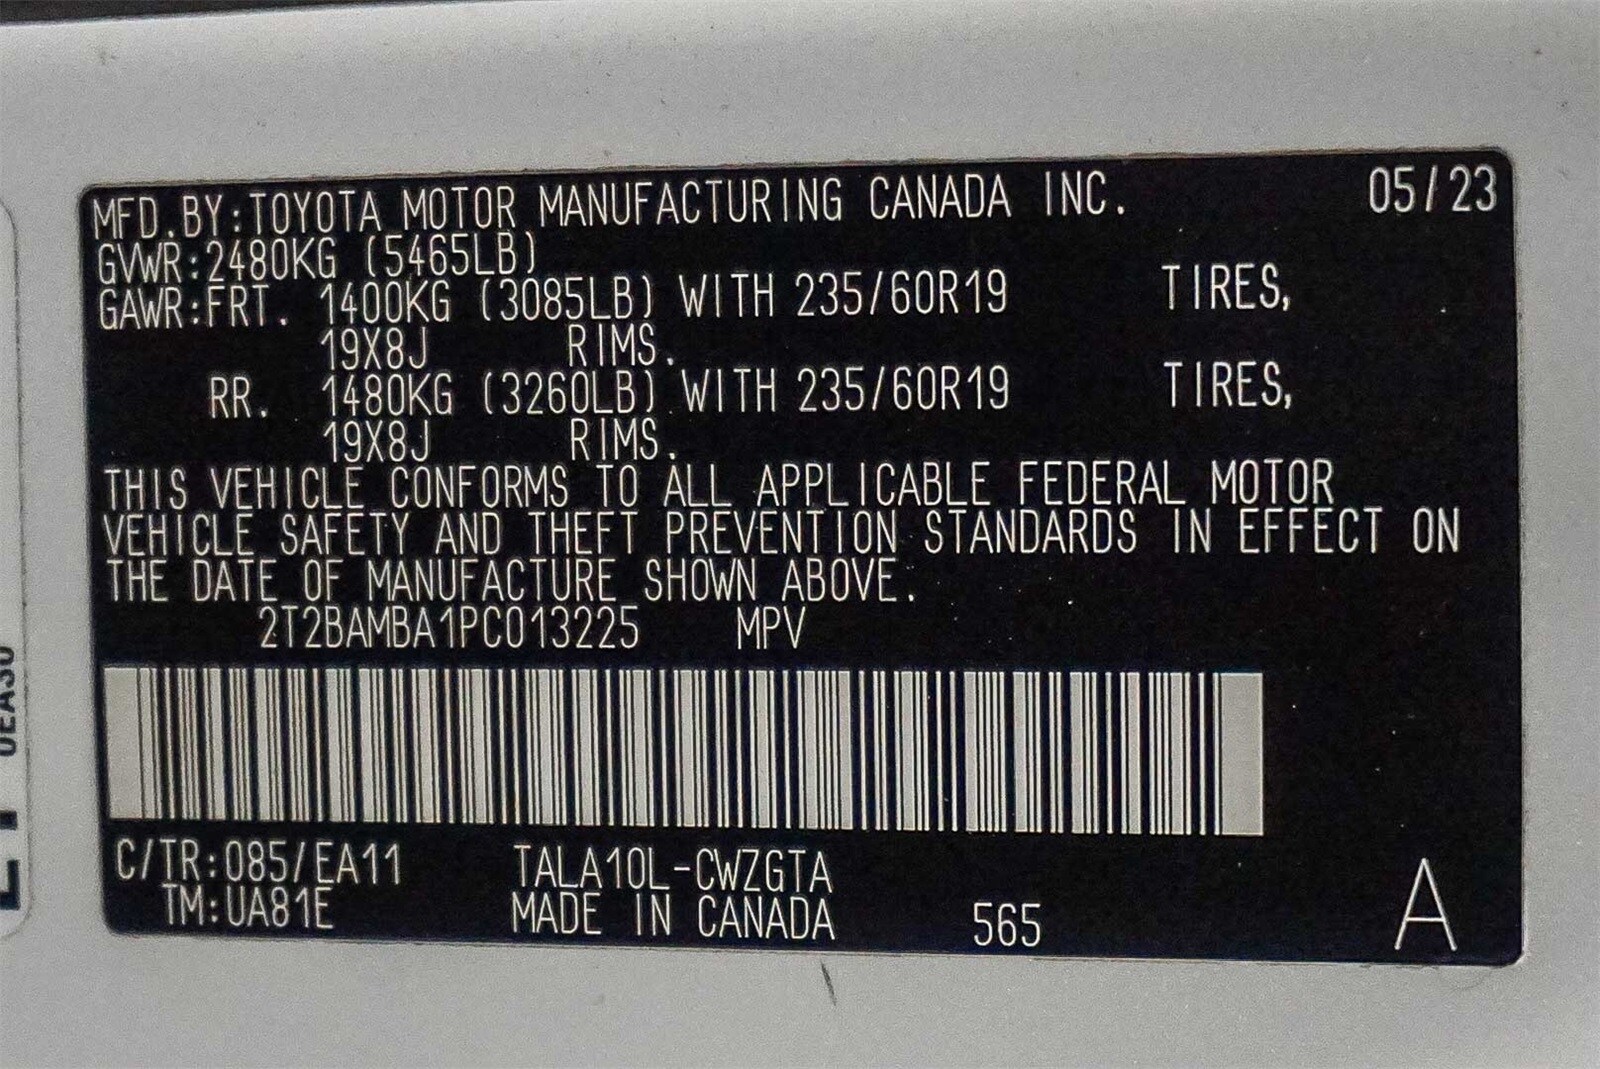 MFD.BY:TOYOTA MOTOR MANUFACTURING CANADA INC. 05/23
GVWR:2480KG (5465LB)
GAWR:FRT. 1400KG (3085LB) WITH 235/60R19 TIRES,
19X8J RIMS.
RR. 1480KG (3260LB) WITH 235/60R19 TIRES,
19X8J RIMS.
THIS VEHICLE CONFORMS TO ALL APPLICABLE FEDERAL MOTOR
VEHICLE SAFETY AND THEFT PREVENTION STANDARDS IN EFFECT ON
THE DATE OF MANUFACTURE SHOWN ABOVE.
2T2BAMBA1PC013225 MPV
C/TR:085/EA11 TALA10L-CWZGTA
TM:UA81E MADE IN CANADA 565 A